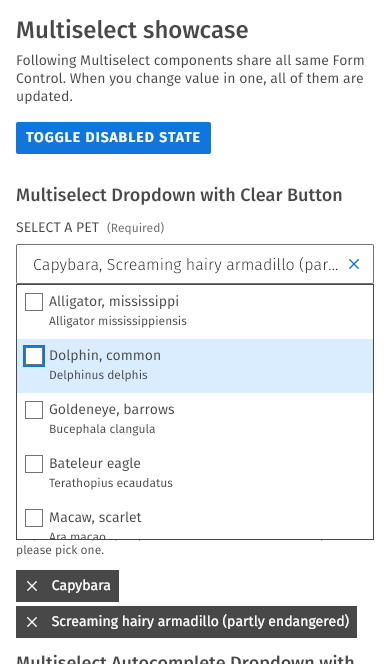 Multiselect showcase
Following Multiselect components share all same Form
Control. When you change value in one, all of them are
updated.
TOGGLE DISABLED STATE
Multiselect Dropdown with Clear Button
SELECT A PET (Required)
Capybara, Screaming hairy armadillo (par...
Alligator, mississippi
Alligator mississippiensis
Dolphin, common
Delphinus delphis
Goldeneye, barrows
Bucephala clangula
Bateleur eagle
Terathopius ecaudatus
Macaw, scarlet
Ara macao
please pick one.
Capybara
Screaming hairy armadillo (partly endangered)
Multiselect Autocomplete Dropdown with